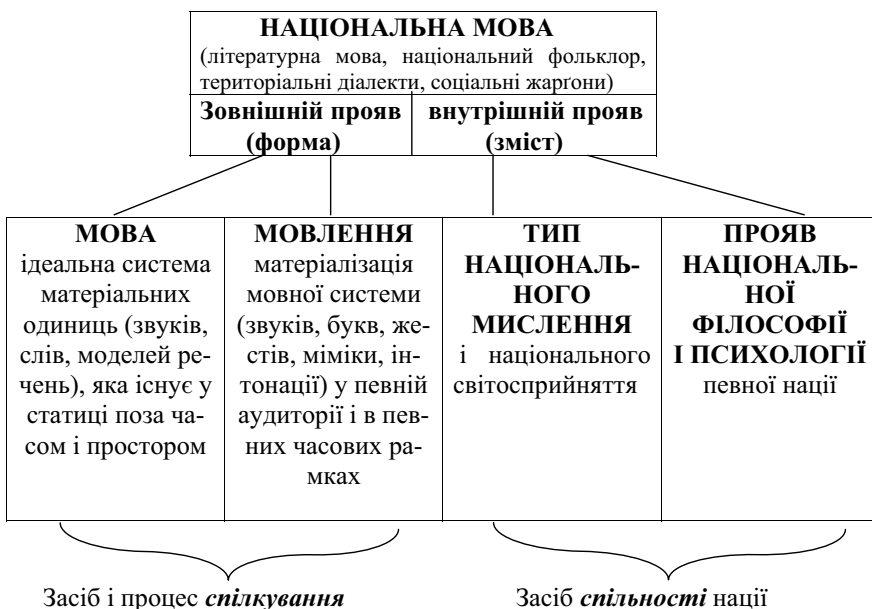 НАЦІОНАЛЬНА МОВА
(літературна мова, національний фольклор,
територіальні діалекти, соціальні жарґони)
Зовнішній прояв
(форма)
внутрішній прояв
(зміст)
МОВА
ідеальна система
матеріальних
одиниць (звуків,
слів, моделей ре-
чень), яка існує у
статиці поза ча-
сом і простором
МОВЛЕННЯ
матеріалізація
мовної системи
(звуків, букв, же-
стів, міміки, ін-
тонації) у певній
аудиторії і в пев-
них часових ра-
мках
ТИП
НАЦІОНАЛЬ-
НОГО
МИСЛЕННЯ
і національного
світосприйняття
ПРОЯВ
НАЦІОНАЛЬ-
НОЇ
ФІЛОСОФІЇ
І ПСИХОЛОГІЇ
певної нації
Засіб і процес спілкування
Засіб спільності нації